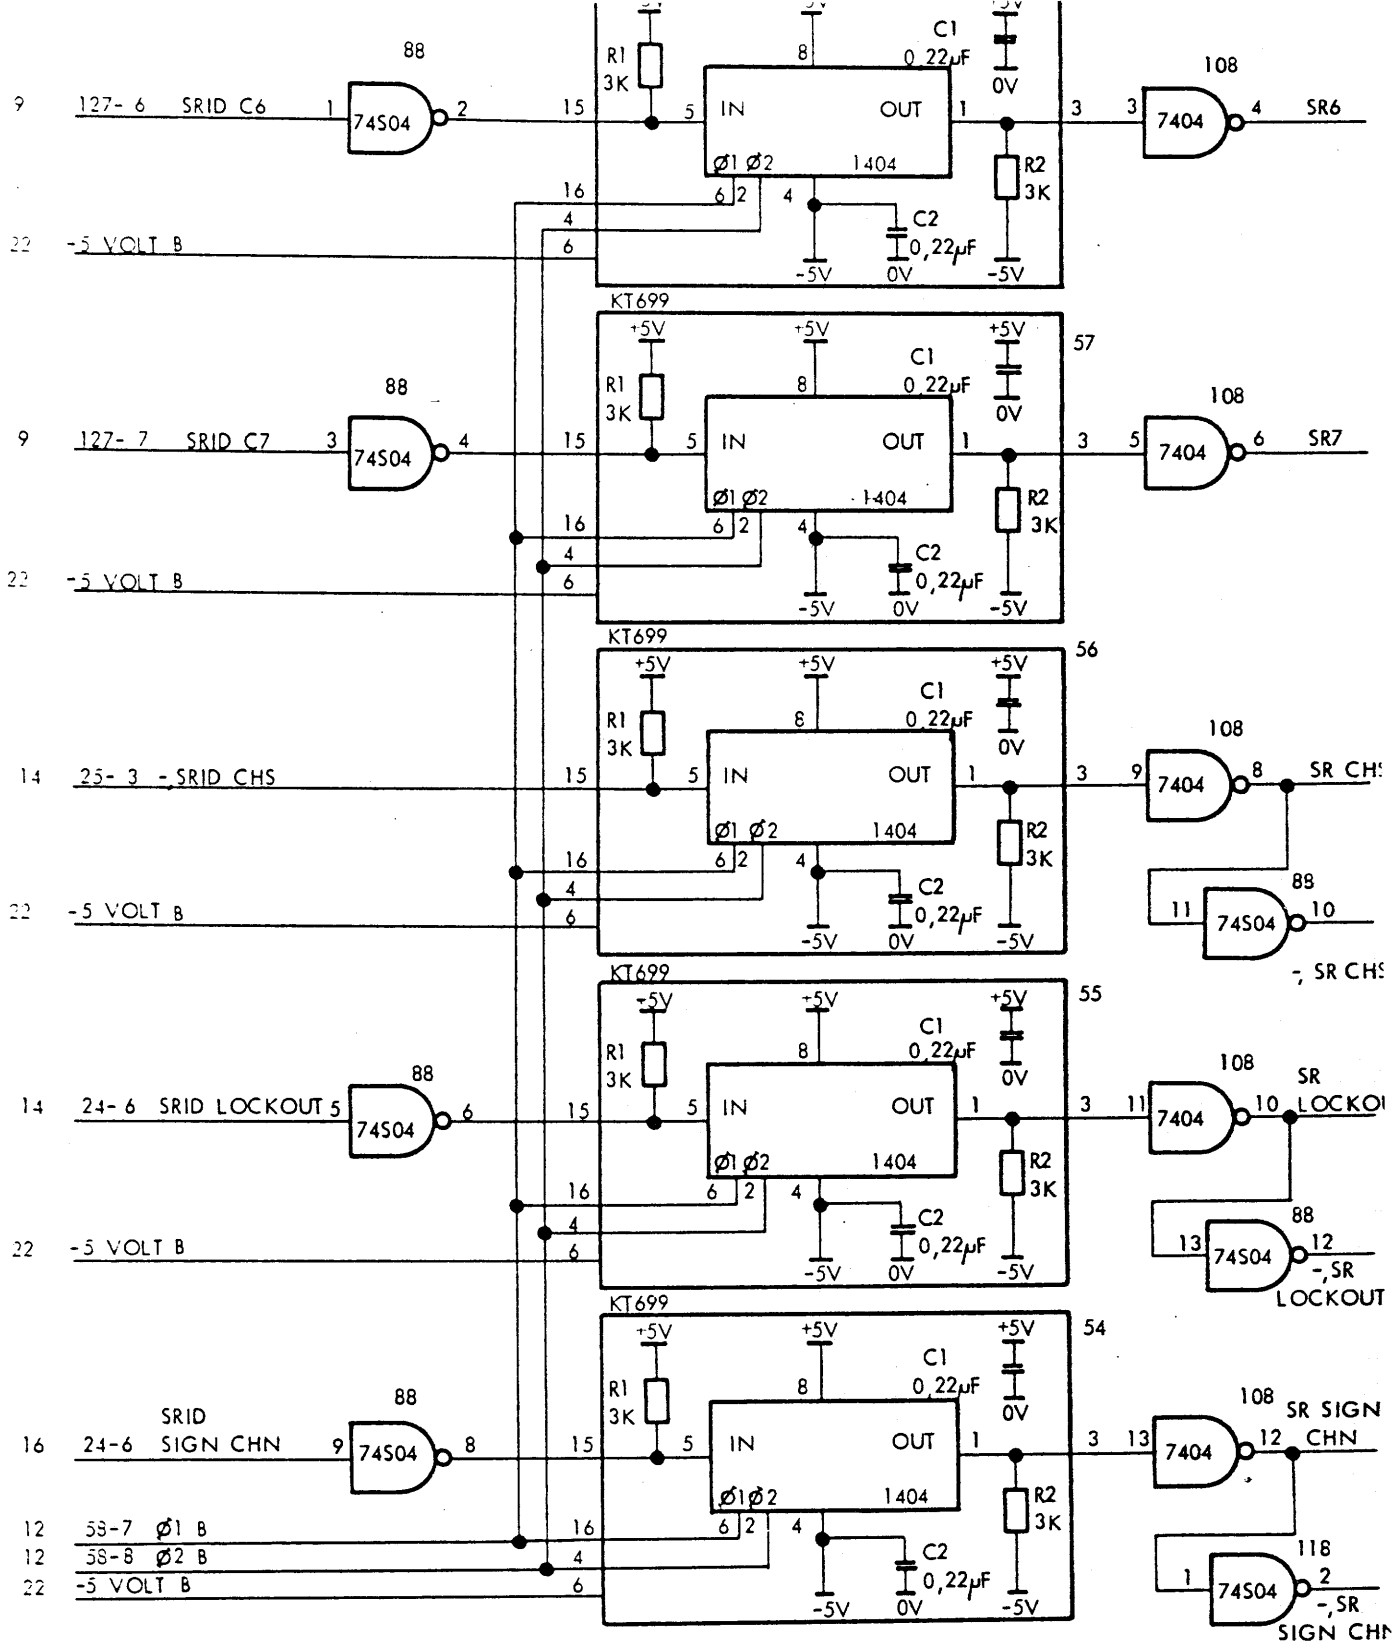 +5V +5V
88 R1 3K 8 C1 0,22µF 0V 108
9 127- 6 SRID C6 1 74S04 2 15 5 IN OUT 1 3 3 7404 4 SR6
Ø1 Ø2 1404 R2 3K
16 6 2 4
4 C2
22 -5 VOLT B 6 0,22µF
-5V 0V -5V
KT699
+5V +5V +5V 57
88 R1 3K 8 C1 0,22µF 0V 108
9 127- 7 SRID C7 3 74S04 4 15 5 IN OUT 1 3 5 7404 6 SR7
Ø1 Ø2 1404 R2 3K
16 6 2 4
4 C2
22 -5 VOLT B 6 0,22µF
-5V 0V -5V
KT699
+5V +5V +5V 56
R1 3K 8 C1 0,22µF 0V 108
14 25- 3 -,SRID CHS 15 5 IN OUT 1 3 9 7404 8 SR CHS
Ø1 Ø2 1404 R2 3K
16 6 2 4 88
4 C2 11 74S04 10
22 -5 VOLT B 6 0,22µF
-5V 0V -5V
-, SR CHS
KT699
+5V +5V +5V 55
88 R1 3K 8 C1 0,22µF 0V 108 SR
14 24-6 SRID LOCKOUT 5 74S04 6 15 5 IN OUT 1 3 11 7404 10 LOCKOU
Ø1 Ø2 1404 R2 3K
16 6 2 4 88
4 C2 13 74S04 12
22 -5 VOLT B 6 0,22µF -,SR
-5V 0V -5V LOCKOUT
KT699
+5V +5V +5V 54
88 R1 3K 8 C1 0,22µF 0V 108 SR SIGN
SRID CHN
16 24-6 SIGN CHN 9 74S04 8 15 5 IN OUT 1 3 13 7404 12
Ø1 Ø2 1404 R2 3K
12 58-7 Ø1 B 16 6 2 4 118
12 58-8 Ø2 B 4 C2
22 -5 VOLT B 6 0,22µF 1 74S04 2
-5V 0V -5V -,SR
SIGN CHN